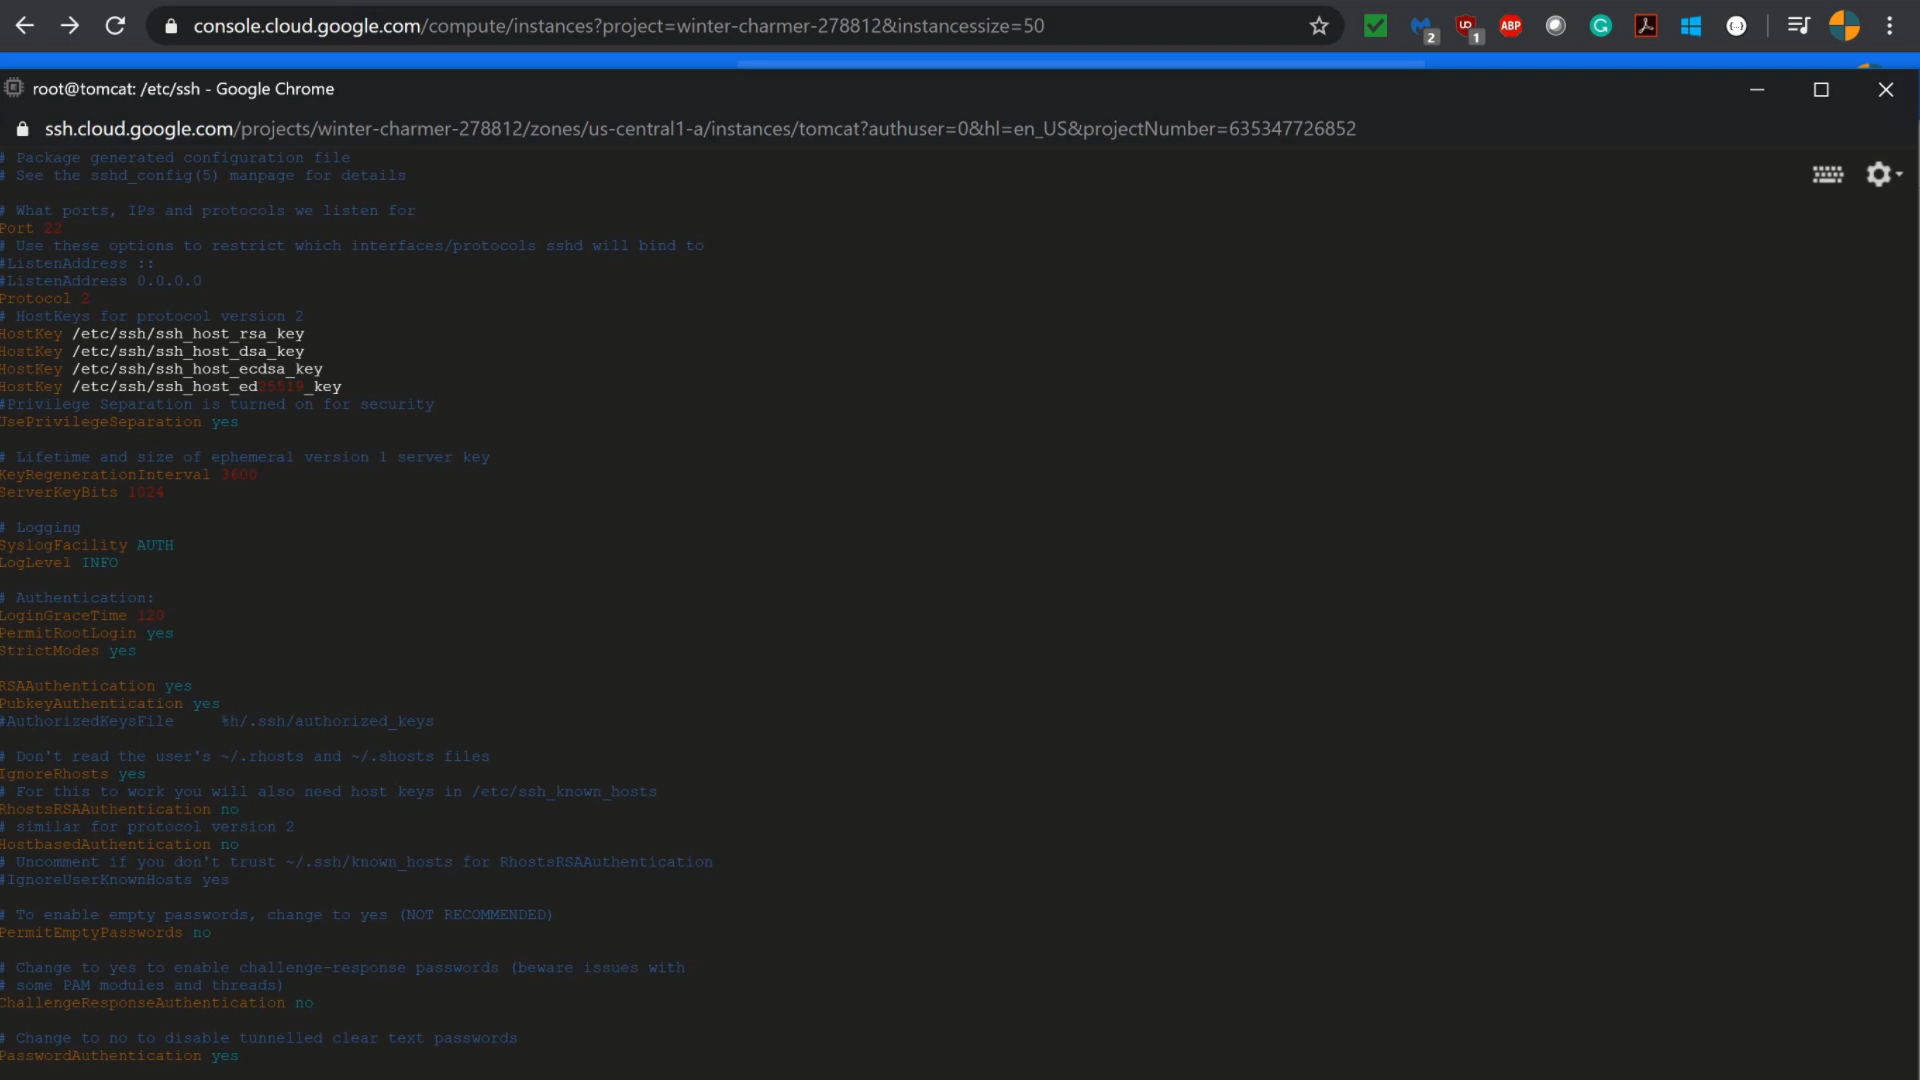 console.cloud.google.com/compute/instances?project=winter-charmer-278812&instancessize=50
2
UD
1
ABP
root@tomcat: /etc/ssh - Google Chrome
ssh.cloud.google.com/projects/winter-charmer-278812/zones/us-central1-a/instances/tomcat?authuser=0&hl=en_US&projectNumber=635347726852
# Package generated configuration file
# See the sshd_config(5) manpage for details
# What ports, IPs and protocols we listen for
Port 22
# Use these options to restrict which interfaces/protocols sshd will bind to
#ListenAddress ::
#ListenAddress 0.0.0.0
Protocol 2
# HostKeys for protocol version 2
HostKey /etc/ssh/ssh_host_rsa_key
HostKey /etc/ssh/ssh_host_dsa_key
HostKey /etc/ssh/ssh_host_ecdsa_key
HostKey /etc/ssh/ssh_host_ed25519_key
#Privilege Separation is turned on for security
UsePrivilegeSeparation yes
# Lifetime and size of ephemeral version 1 server key
KeyRegenerationInterval 3600
ServerKeyBits 1024
# Logging
SyslogFacility AUTH
LogLevel INFO
# Authentication:
LoginGraceTime 120
PermitRootLogin yes
StrictModes yes
RSAAuthentication yes
PubkeyAuthentication yes
#AuthorizedKeysFile     %h/.ssh/authorized_keys
# Don't read the user's ~/.rhosts and ~/.shosts files
IgnoreRhosts yes
# For this to work you will also need host keys in /etc/ssh_known_hosts
RhostsRSAAuthentication no
# similar for protocol version 2
HostbasedAuthentication no
# Uncomment if you don't trust ~/.ssh/known_hosts for RhostsRSAAuthentication
#IgnoreUserKnownHosts yes
# To enable empty passwords, change to yes (NOT RECOMMENDED)
PermitEmptyPasswords no
# Change to yes to enable challenge-response passwords (beware issues with
# some PAM modules and threads)
ChallengeResponseAuthentication no
# Change to no to disable tunnelled clear text passwords
PasswordAuthentication yes